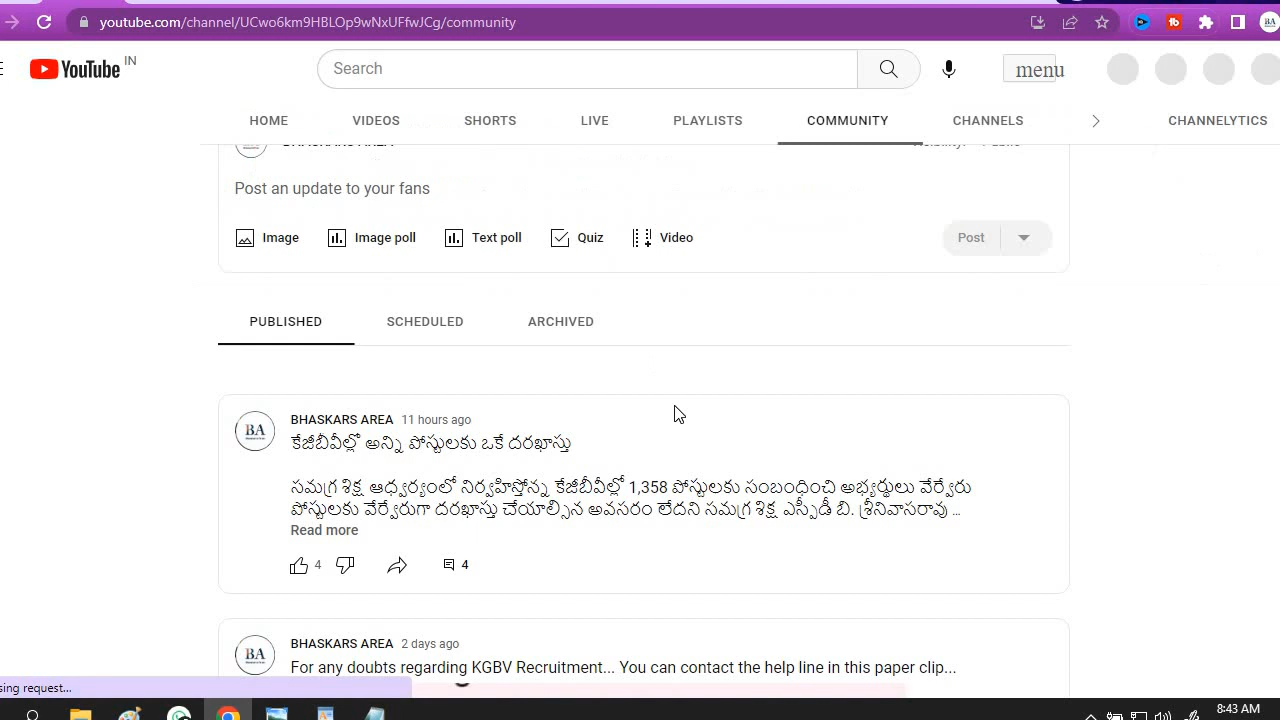 youtube.com/channel/UCwo6km9HBLOp9wNxUFfwJCg/community
YouTube IN
Search
menu
HOME VIDEOS SHORTS LIVE PLAYLISTS COMMUNITY CHANNELS CHANNELYTICS
Post an update to your fans
Image Image poll Text poll Quiz Video Post
PUBLISHED SCHEDULED ARCHIVED
BHASKARS AREA 11 hours ago
BA
కేజీబీవీల్లో అన్ని పోస్టులకు ఒకే దరఖాస్తు
సమగ్ర శిక్ష ఆధ్వర్యంలో నిర్వహిస్తోన్న కేజీబీవీల్లో 1,358 పోస్టులకు సంబంధించి అభ్యర్థులు వేర్వేరు
పోస్టులకు వేర్వేరుగా దరఖాస్తు చేయాల్సిన అవసరం లేదని సమగ్ర శిక్ష ఎస్పీడీ బి. శ్రీనివాసరావు ...
Read more
4 4
BHASKARS AREA 2 days ago
BA
For any doubts regarding KGBV Recruitment... You can contact the help line in this paper clip...
sing request...
8:43 AM